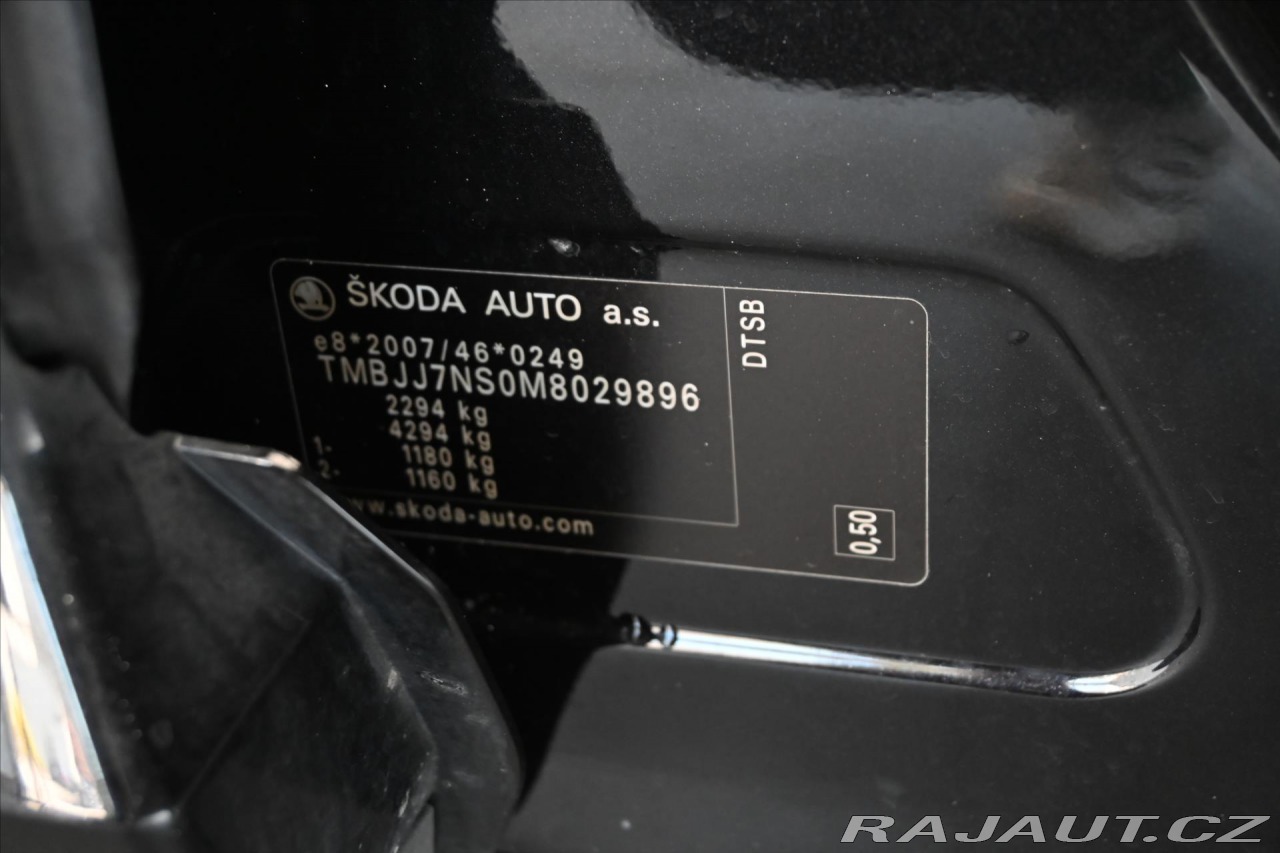 ŠKODA AUTO a.s.
e8*2007/46*0249
TMBJJ7NS0M8029896
2294 kg
4294 kg
1. 1180 kg
2. 1160 kg
www.skoda-auto.com
DTSB
0,50
RAJAUT.CZ